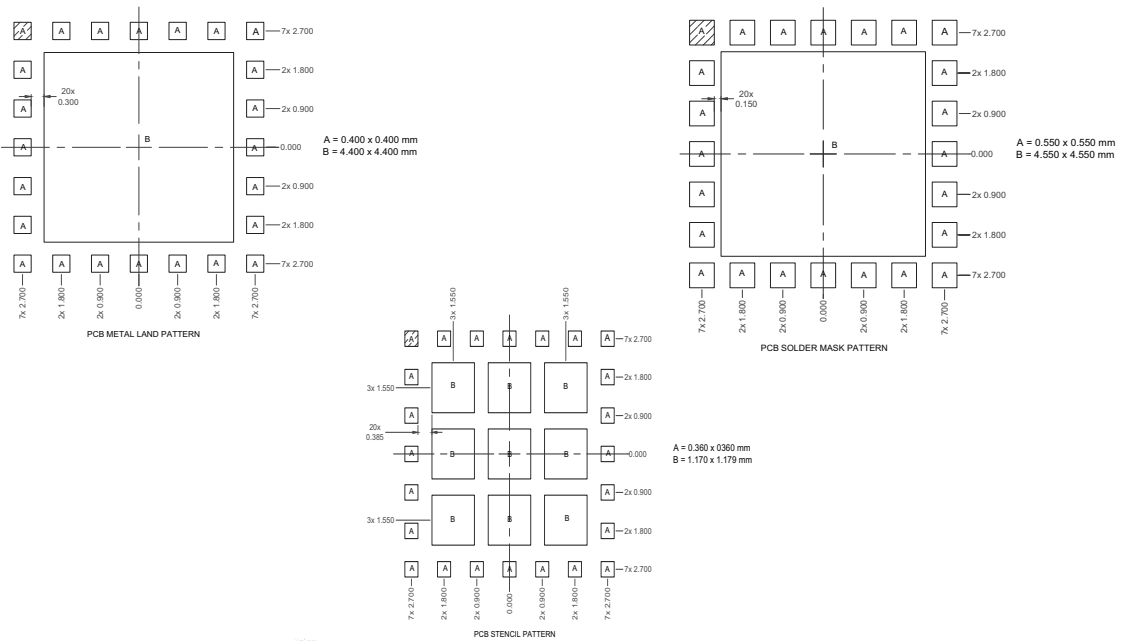 A A A A A A A 7x 2.700
A A 2x 1.800
20x
0.300
A A 2x 0.900
B
A A 0.000
A A 2x 0.900
A A 2x 1.800
A A A A A A A 7x 2.700
7x 2.700 2x 1.800 2x 0.900 0.000 2x 0.900 2x 1.800 7x 2.700
A = 0.400 x 0.400 mm
B = 4.400 x 4.400 mm
PCB METAL LAND PATTERN
A A A A A A A 7x 2.700
A A 2x 1.800
20x
0.150
A A 2x 0.900
B
A A 0.000
A A 2x 0.900
A A 2x 1.800
A A A A A A A 7x 2.700
7x 2.700 2x 1.800 2x 0.900 0.000 2x 0.900 2x 1.800 7x 2.700
A = 0.550 x 0.550 mm
B = 4.550 x 4.550 mm
PCB SOLDER MASK PATTERN
3x 1.550 3x 1.550
A A A A A A A 7x 2.700
A A 2x 1.800
3x 1.550 B B B
A A 2x 0.900
20x
0.385
A B B B A 0.000
A A 2x 0.900
3x 1.550 B B B
A A 2x 1.800
A A A A A A A 7x 2.700
7x 2.700 2x 1.800 2x 0.900 0.000 2x 0.900 2x 1.800 7x 2.700
A = 0.360 x 0360 mm
B = 1.170 x 1.179 mm
PCB STENCIL PATTERN